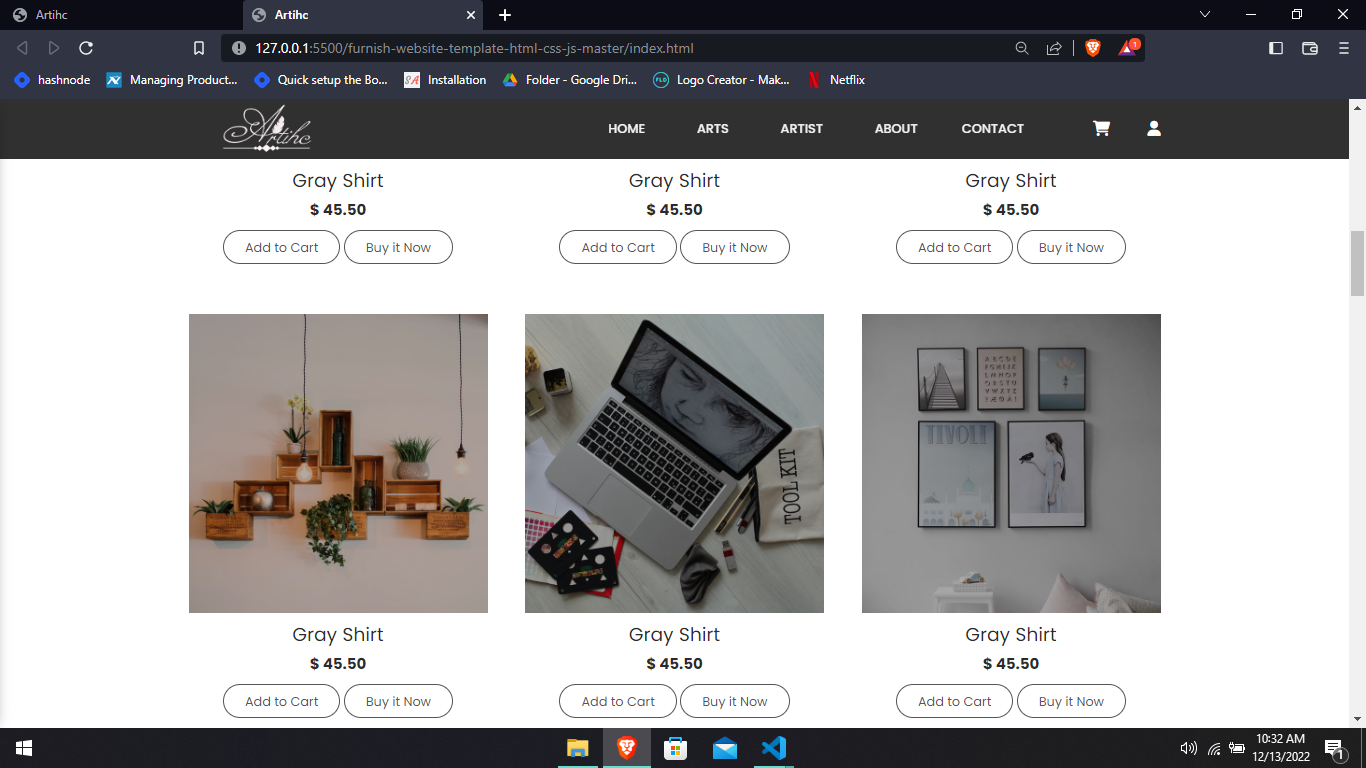 Artihc
Artihc
127.0.0.1:5500/furnish-website-template-html-css-js-master/index.html
1
hashnode
Managing Product...
Quick setup the Bo...
SA
Installation
Folder - Google Dri...
FLD
Logo Creator - Mak...
Netflix
Artihc
HOME
ARTS
ARTIST
ABOUT
CONTACT
Gray Shirt
Gray Shirt
Gray Shirt
$ 45.50
$ 45.50
$ 45.50
Add to Cart
Buy it Now
Add to Cart
Buy it Now
Add to Cart
Buy it Now
TOOL KIT
TIVOLI
Gray Shirt
Gray Shirt
Gray Shirt
$ 45.50
$ 45.50
$ 45.50
Add to Cart
Buy it Now
Add to Cart
Buy it Now
Add to Cart
Buy it Now
10:32 AM
12/13/2022
1